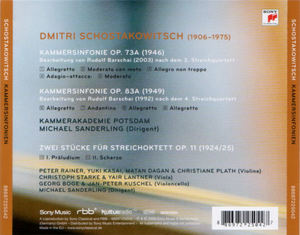 DMITRI SCHOSTAKOWITSCH (1906-1975)
KAMMERSINFONIE OP. 73A (1946)
Bearbeitung von Rudolf Barschai (2003) nach dem 3. Streichquartett
Allegretto Moderato con moto Allegro non troppo
Adagio-attacca: Moderato
KAMMERSINFONIE OP. 83A (1949)
Bearbeitung von Rudolf Barschai (1992) nach dem 4. Streichquartett
Allegretto Andantino Allegretto Allegretto
KAMMERAKADEMIE POTSDAM
MICHAEL SANDERLING (Dirigent)
ZWEI STÜCKE FÜR STREICHOKTETT OP. 11 (1924/25)
I. Präludium II. Scherzo
PETER RAINER, YUKI KASAI, MATAN DAGAN & CHRISTIANE PLATH (Violine)
CHRISTOPH STARKE & YAIR LANTNER (Viola)
GEORG BOGE & JAN-PETER KUSCHEL (Violoncello)
MICHAEL SANDERLING (Dirigent)
SONY
SCHOSTAKOWITSCH KAMMERSINFONIEN
SCHOSTAKOWITSCH KAMMERSINFONIEN
Sony Music rbb kulturradio